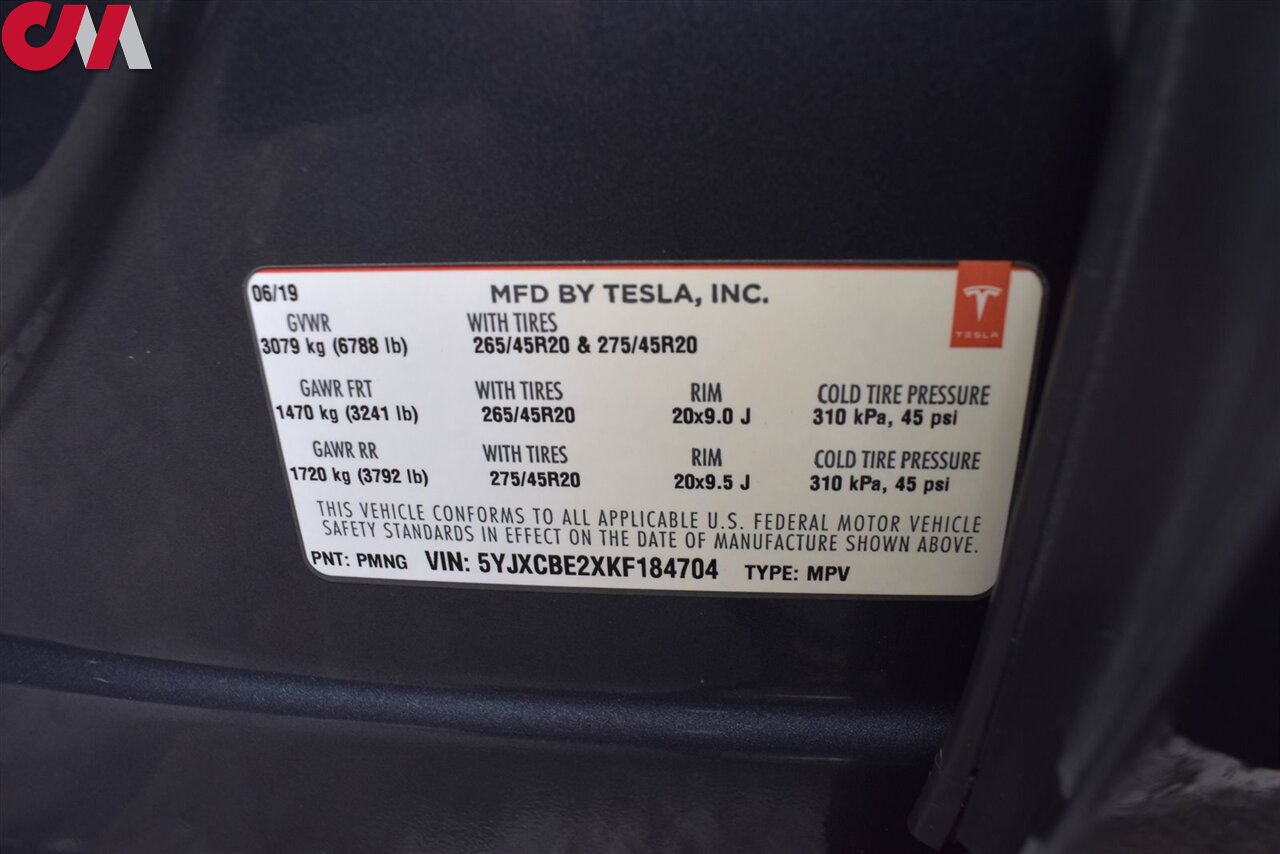 CM
06/19 MFD BY TESLA, INC.
GVWR WITH TIRES
3079 kg (6788 lb) 265/45R20 & 275/45R20
TESLA
GAWR FRT WITH TIRES RIM COLD TIRE PRESSURE
1470 kg (3241 lb) 265/45R20 20x9.0 J 310 kPa, 45 psi
GAWR RR WITH TIRES RIM COLD TIRE PRESSURE
1720 kg (3792 lb) 275/45R20 20x9.5 J 310 kPa, 45 psi
THIS VEHICLE CONFORMS TO ALL APPLICABLE U.S. FEDERAL MOTOR VEHICLE
SAFETY STANDARDS IN EFFECT ON THE DATE OF MANUFACTURE SHOWN ABOVE.
PNT: PMNG VIN: 5YJXCBE2XKF184704 TYPE: MPV